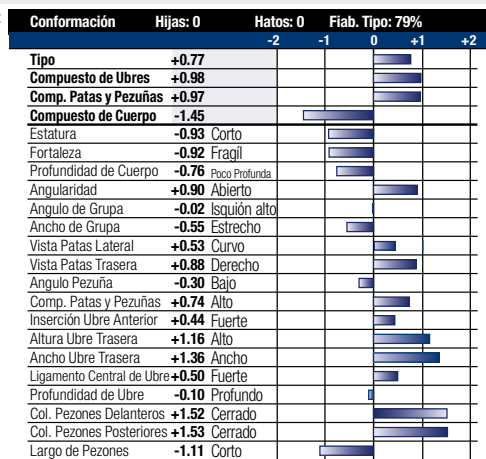 Conformación Hijas: 0 Hatos: 0 Fiab. Tipo: 79%
-2 -1 0 +1 +2
Tipo +0.77
Compuesto de Ubres +0.98
Comp. Patas y Pezuñas +0.97
Compuesto de Cuerpo -1.45
Estatura -0.93 Corto
Fortaleza -0.92 Fragíl
Profundidad de Cuerpo -0.76 Poco Profunda
Angularidad +0.90 Abierto
Angulo de Grupa -0.02 Isquión alto
Ancho de Grupa -0.55 Estrecho
Vista Patas Lateral +0.53 Curvo
Vista Patas Trasera +0.88 Derecho
Angulo Pezuña -0.30 Bajo
Comp. Patas y Pezuñas +0.74 Alto
Inserción Ubre Anterior +0.44 Fuerte
Altura Ubre Trasera +1.16 Alto
Ancho Ubre Trasera +1.36 Ancho
Ligamento Central de Ubre +0.50 Fuerte
Profundidad de Ubre -0.10 Profundo
Col. Pezones Delanteros +1.52 Cerrado
Col. Pezones Posteriores +1.53 Cerrado
Largo de Pezones -1.11 Corto